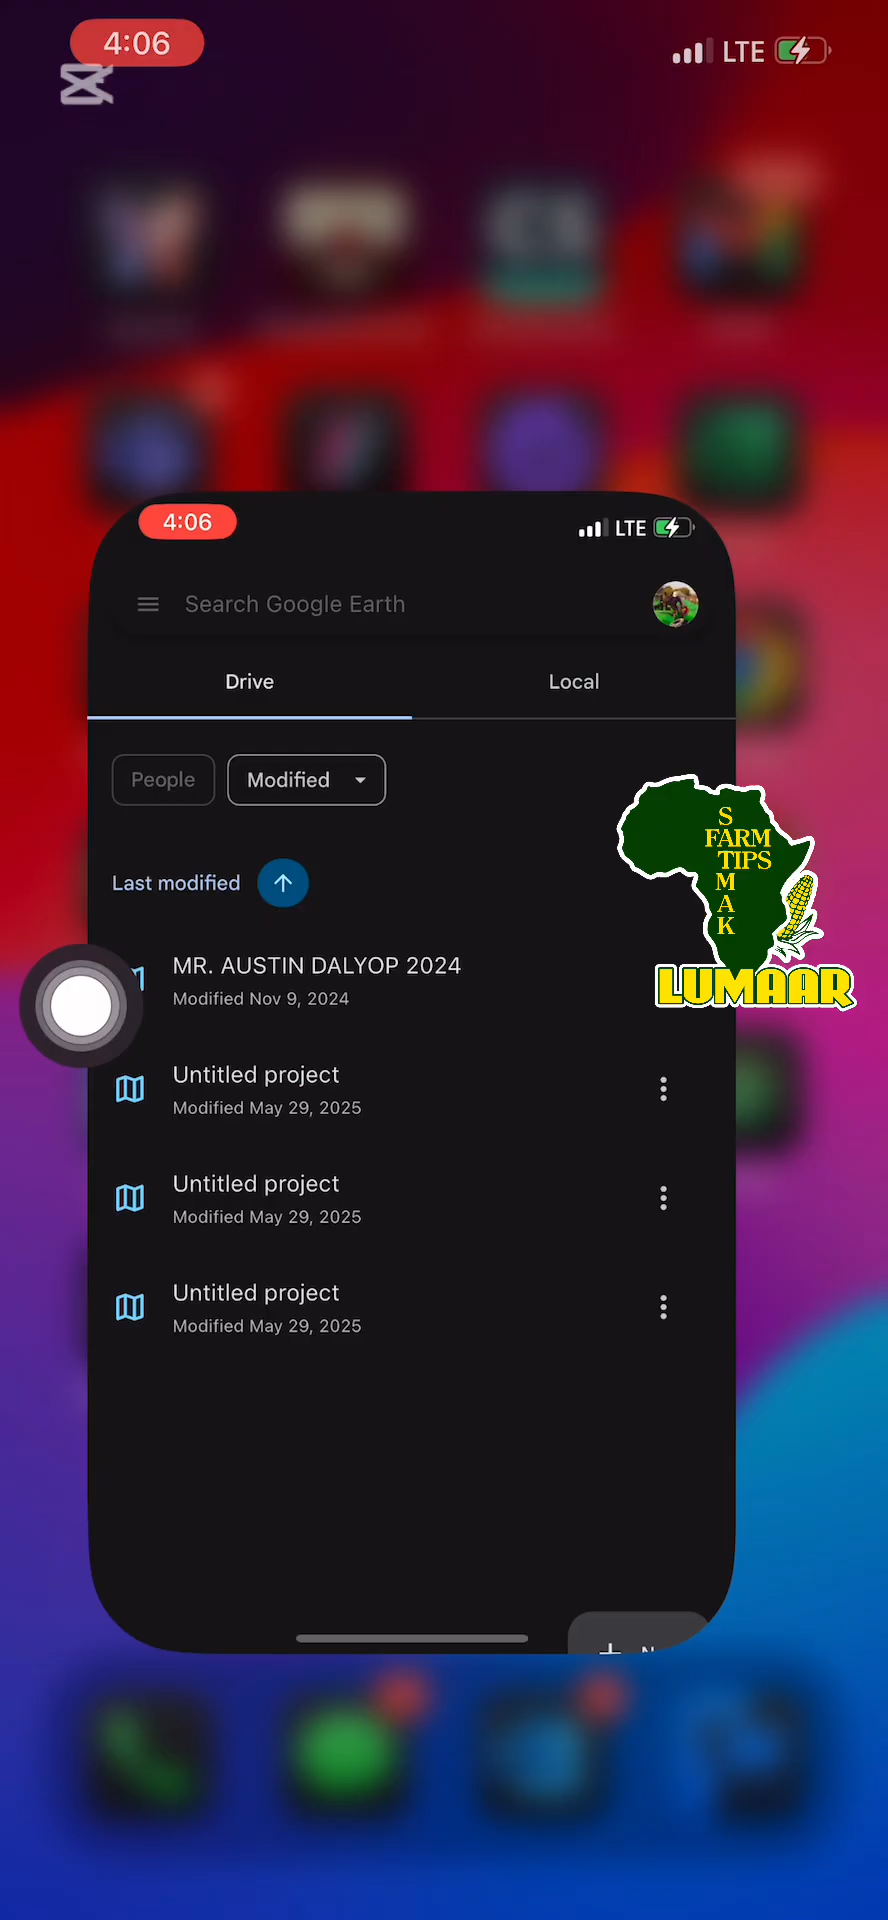 4:06
LTE
4:06
LTE
Search Google Earth
Drive
Local
People
Modified
Last modified
MR. AUSTIN DALYOP 2024
Modified Nov 9, 2024
Untitled project
Modified May 29, 2025
Untitled project
Modified May 29, 2025
Untitled project
Modified May 29, 2025
S
FARM
TIPS
M
A
K
LUMAAR